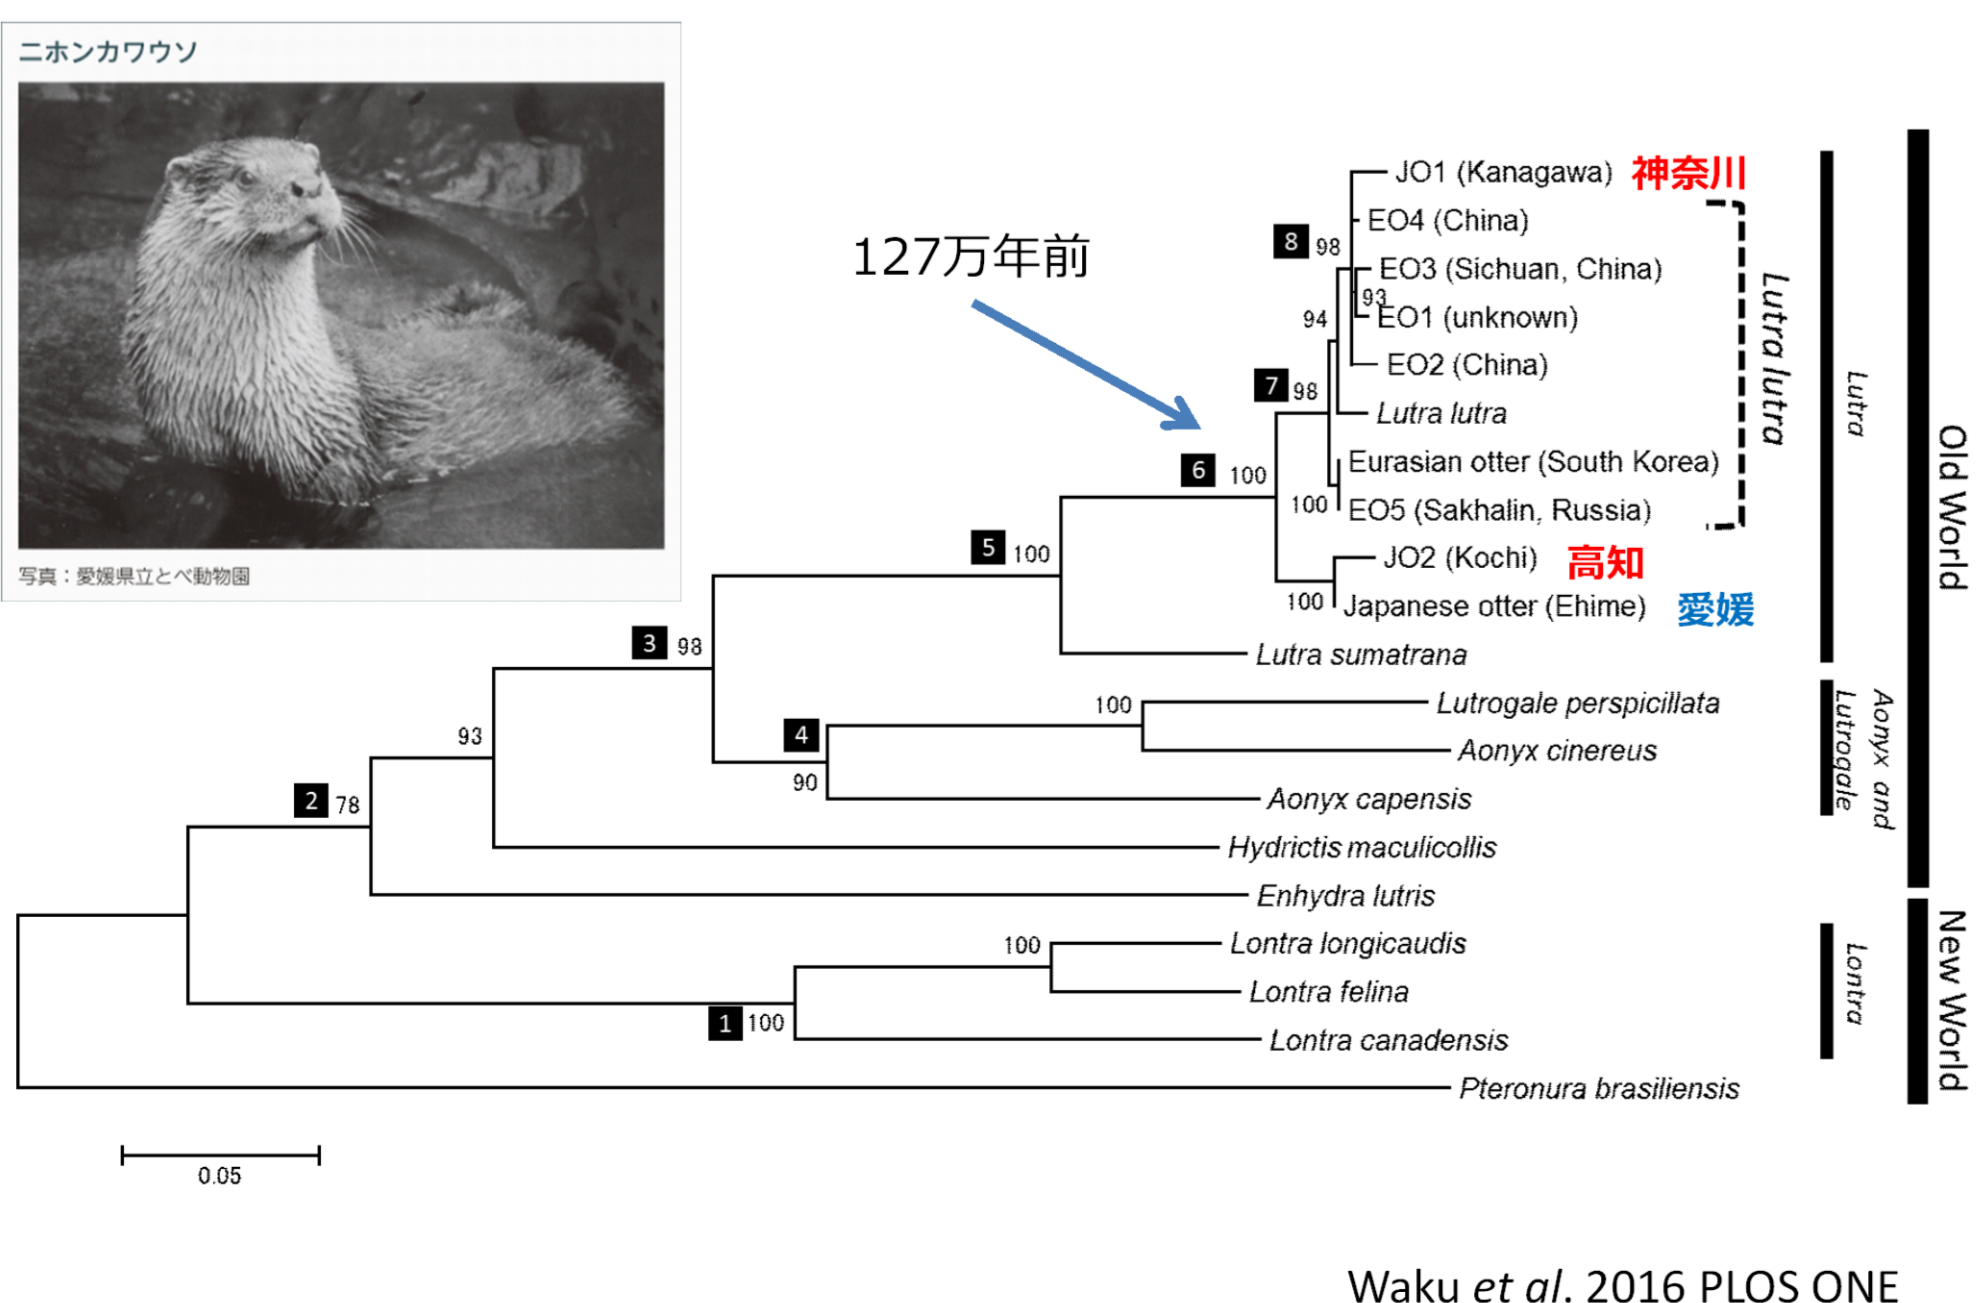 ニホンカワウソ
写真：愛媛県立とべ動物園
127万年前
JO1 (Kanagawa) 神奈川
EO4 (China)
8 98
EO3 (Sichuan, China)
93
EO1 (unknown)
94
EO2 (China)
7 98
Lutra lutra
Eurasian otter (South Korea)
6 100
100 EO5 (Sakhalin, Russia)
Lutra lutra
JO2 (Kochi) 高知
5 100
100 Japanese otter (Ehime) 愛媛
Lutra sumatrana
Lutra
3 98
Lutrogale perspicillata
100
Aonyx cinereus
4
90
Aonyx capensis
Aonyx and
Lutrogale
93
Hydrictis maculicollis
2 78
Enhydra lutris
Old World
Lontra longicaudis
100
Lontra felina
1 100
Lontra canadensis
Lontra
Pteronura brasiliensis
New World
0.05
Waku et al. 2016 PLOS ONE